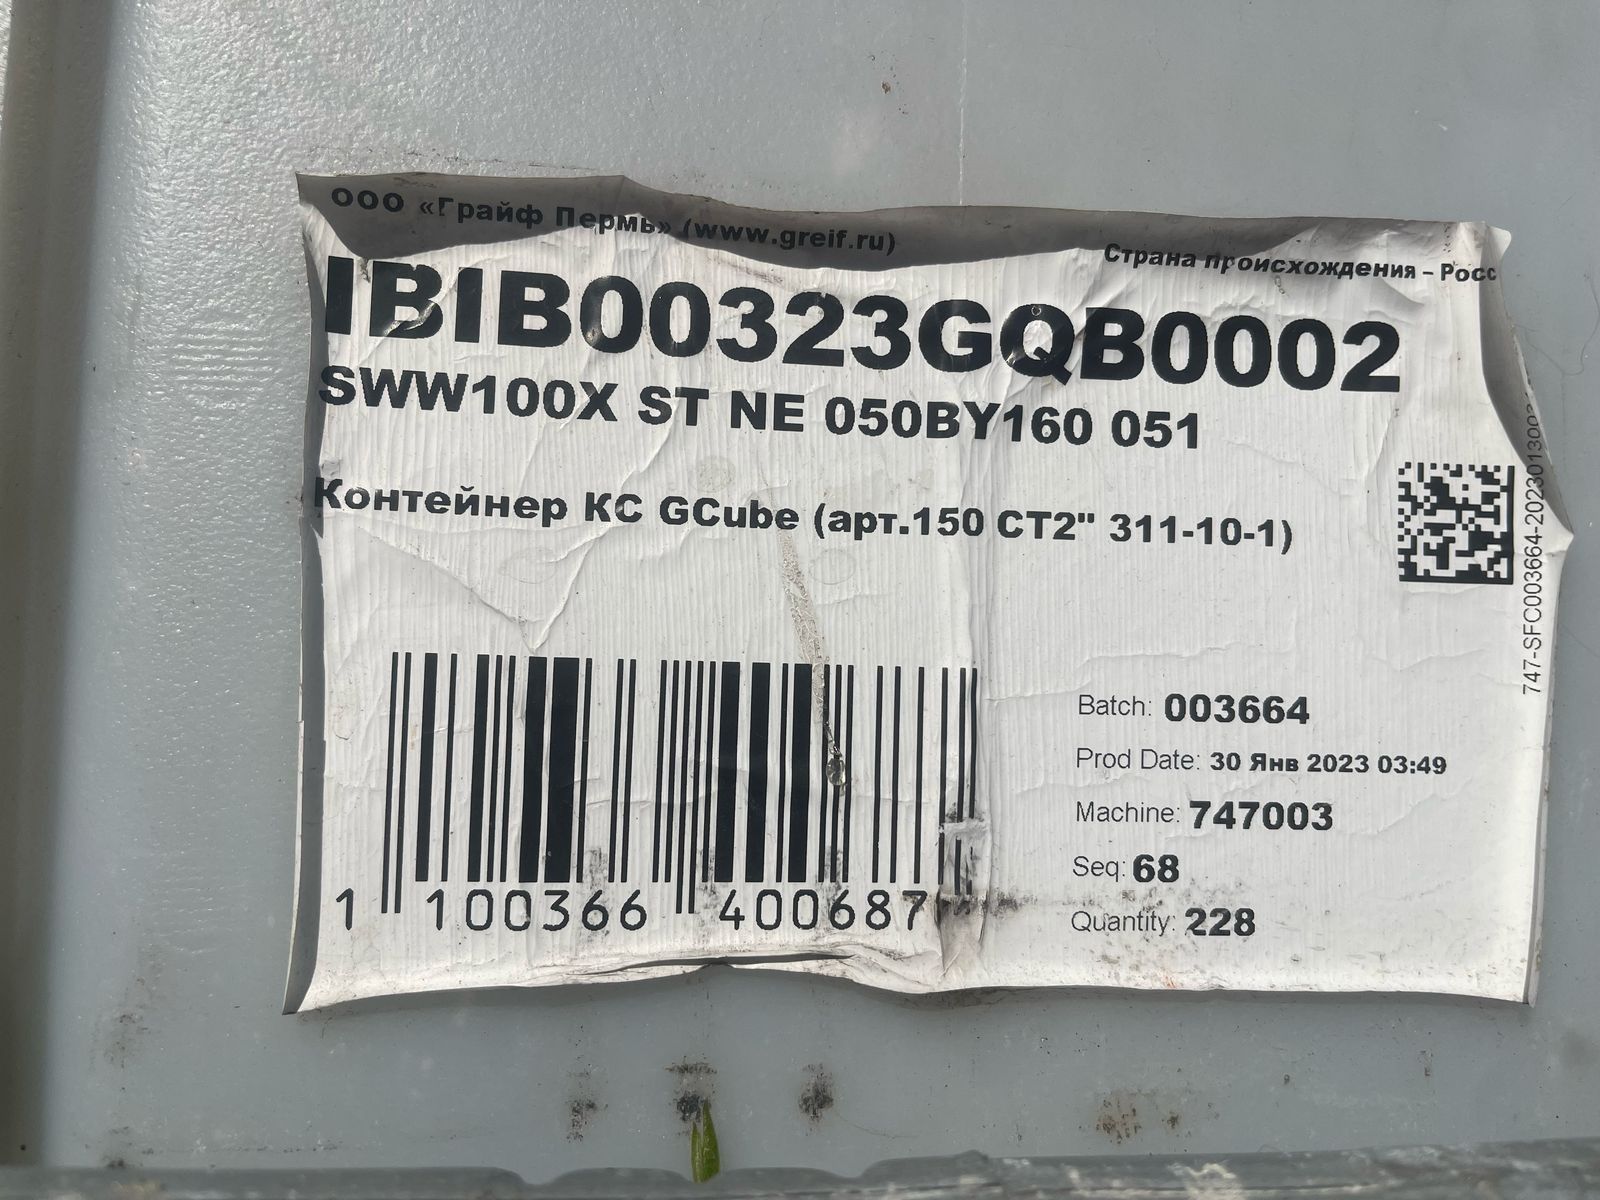 ООО «Грайф Пермь» (www.greif.ru)
Страна происхождения – Росс
IBIB00323GQB0002
SWW100X ST NE 050BY160 051
Контейнер КС GCube (арт.150 СТ2" 311-10-1)
747-SFC003664-2023013003
Batch: 003664
Prod Date: 30 Янв 2023 03:49
Machine: 747003
Seq: 68
Quantity: 228
1 100366 400687